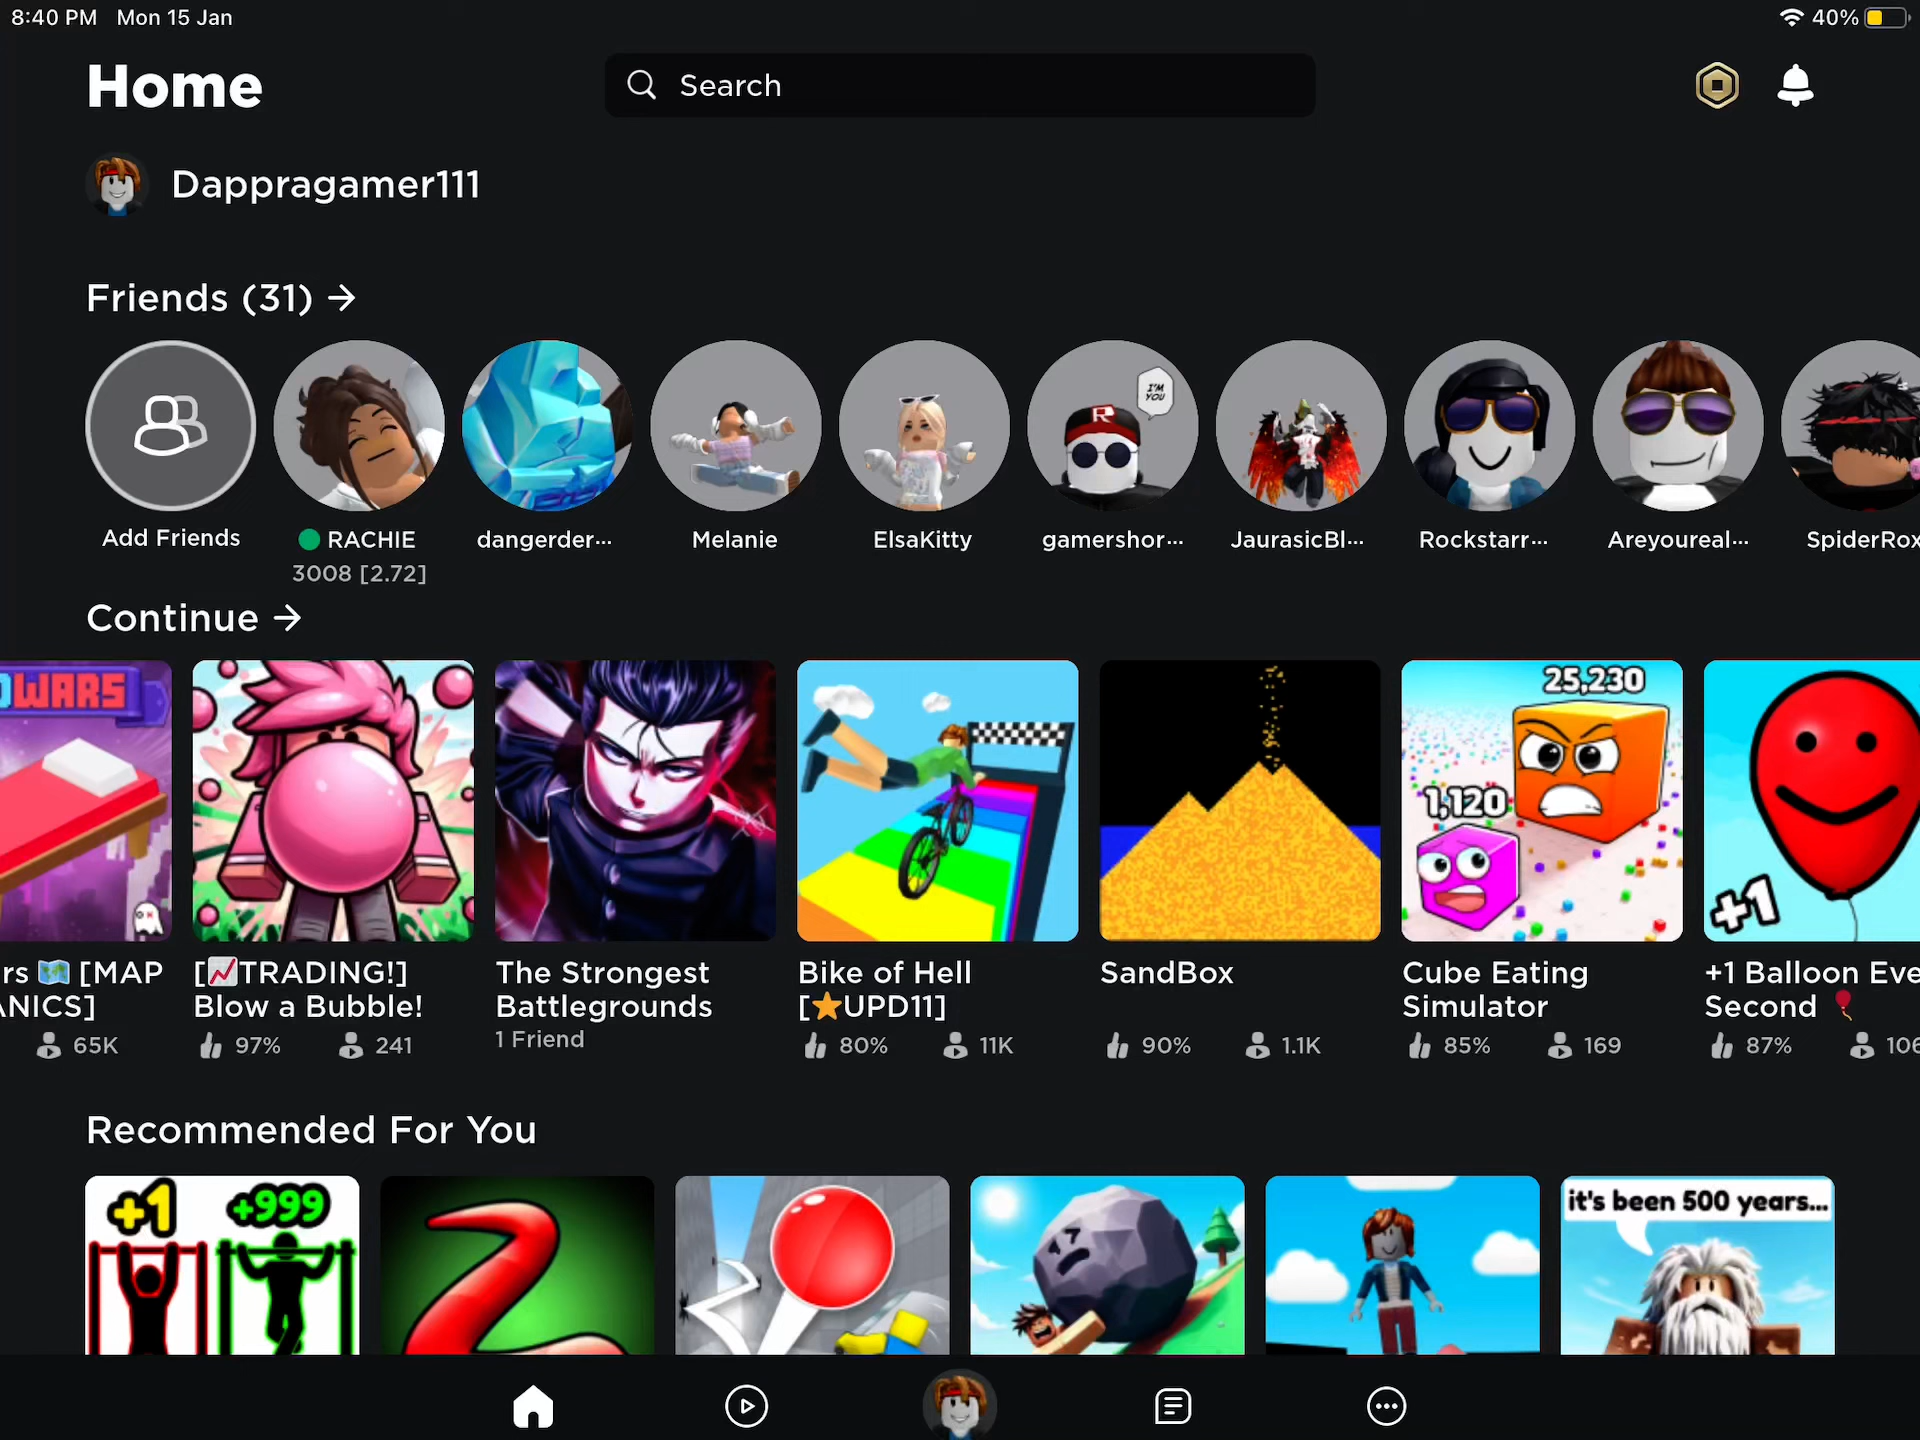 8:40 PM Mon 15 Jan
40%
Home
Search
Dappragamer111
Friends (31) →
I'M YOU
R
Add Friends
RACHIE
3008 [2.72]
dangerder...
Melanie
ElsaKitty
gamershor...
JaurasicBl...
Rockstarr...
Areyoureal...
SpiderRox
Continue →
WARS
25,230
1,120
+1
rs 🗺️ [MAP
ANICS]
65K
[📈TRADING!]
Blow a Bubble!
97% 241
The Strongest
Battlegrounds
1 Friend
Bike of Hell
[⭐UPD11]
80% 11K
SandBox
90% 1.1K
Cube Eating
Simulator
85% 169
+1 Balloon Eve
Second 🎈
87% 106
Recommended For You
+1 +999
it's been 500 years...